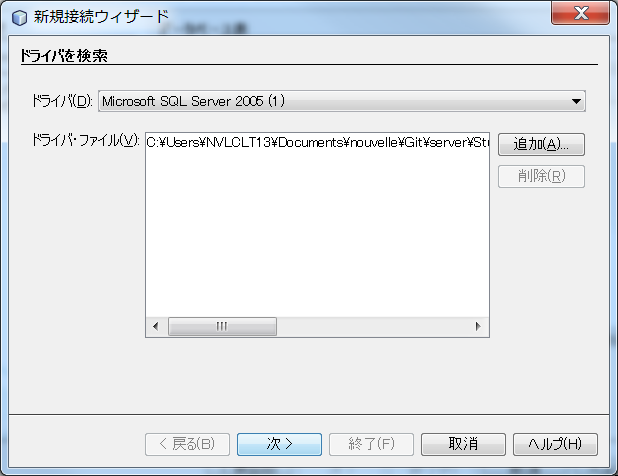 新規接続ウィザード
ドライバを検索
ドライバ(D): Microsoft SQL Server 2005 (1)
ドライバ・ファイル(V): C:¥Users¥NVLCLT13¥Documents¥nouvelle¥Git¥server¥St
追加(A)...
削除(R)
< 戻る(B) 次 > 終了(F) 取消 ヘルプ(H)